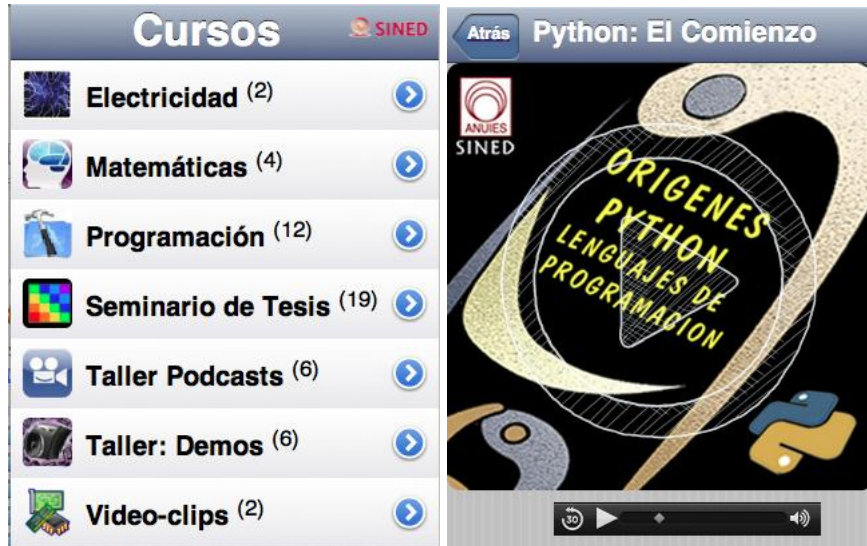 Cursos
SINED
Electricidad (2)
Matemáticas (4)
Programación (12)
Seminario de Tesis (19)
Taller Podcasts (6)
Taller: Demos (6)
Video-clips (2)
Atrás
Python: El Comienzo
ANUIES
SINED
ORIGENES
PYTHON
LENGUAJES DE
PROGRAMACION
30